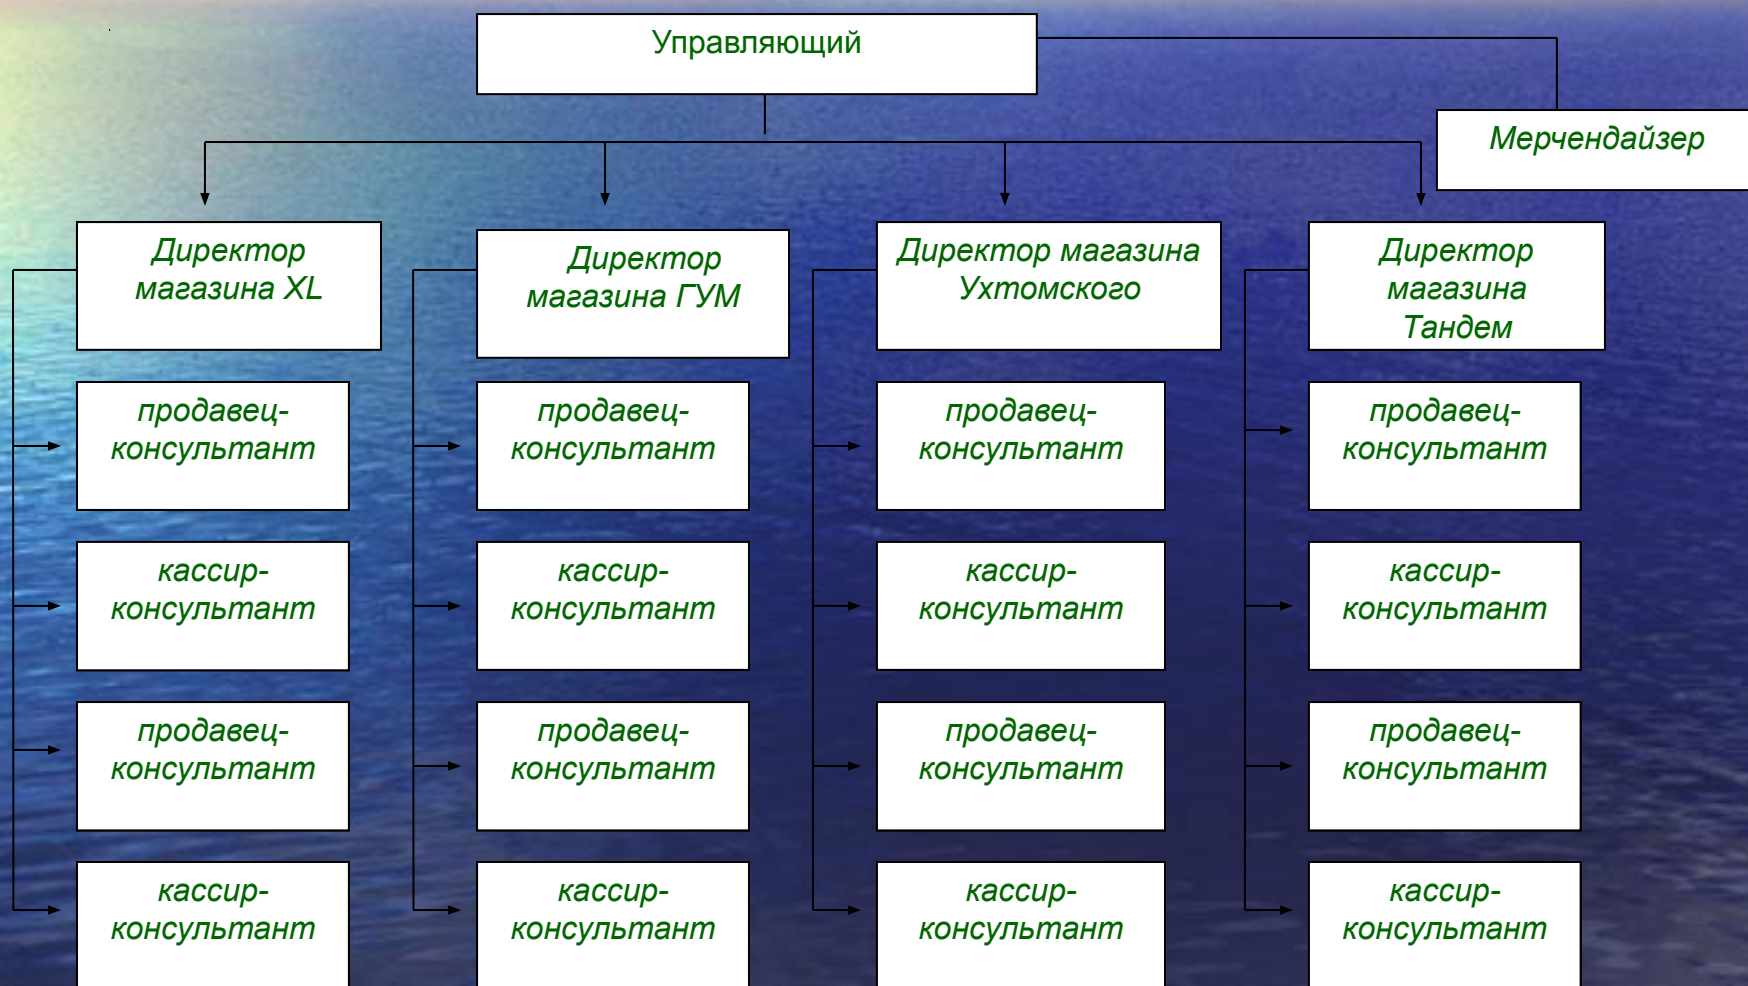 Управляющий
Мерчендайзер
Директор
магазина XL
Директор
магазина ГУМ
Директор магазина
Ухтомского
Директор
магазина
Тандем
продавец-
консультант
продавец-
консультант
продавец-
консультант
продавец-
консультант
кассир-
консультант
кассир-
консультант
кассир-
консультант
кассир-
консультант
продавец-
консультант
продавец-
консультант
продавец-
консультант
продавец-
консультант
кассир-
консультант
кассир-
консультант
кассир-
консультант
кассир-
консультант